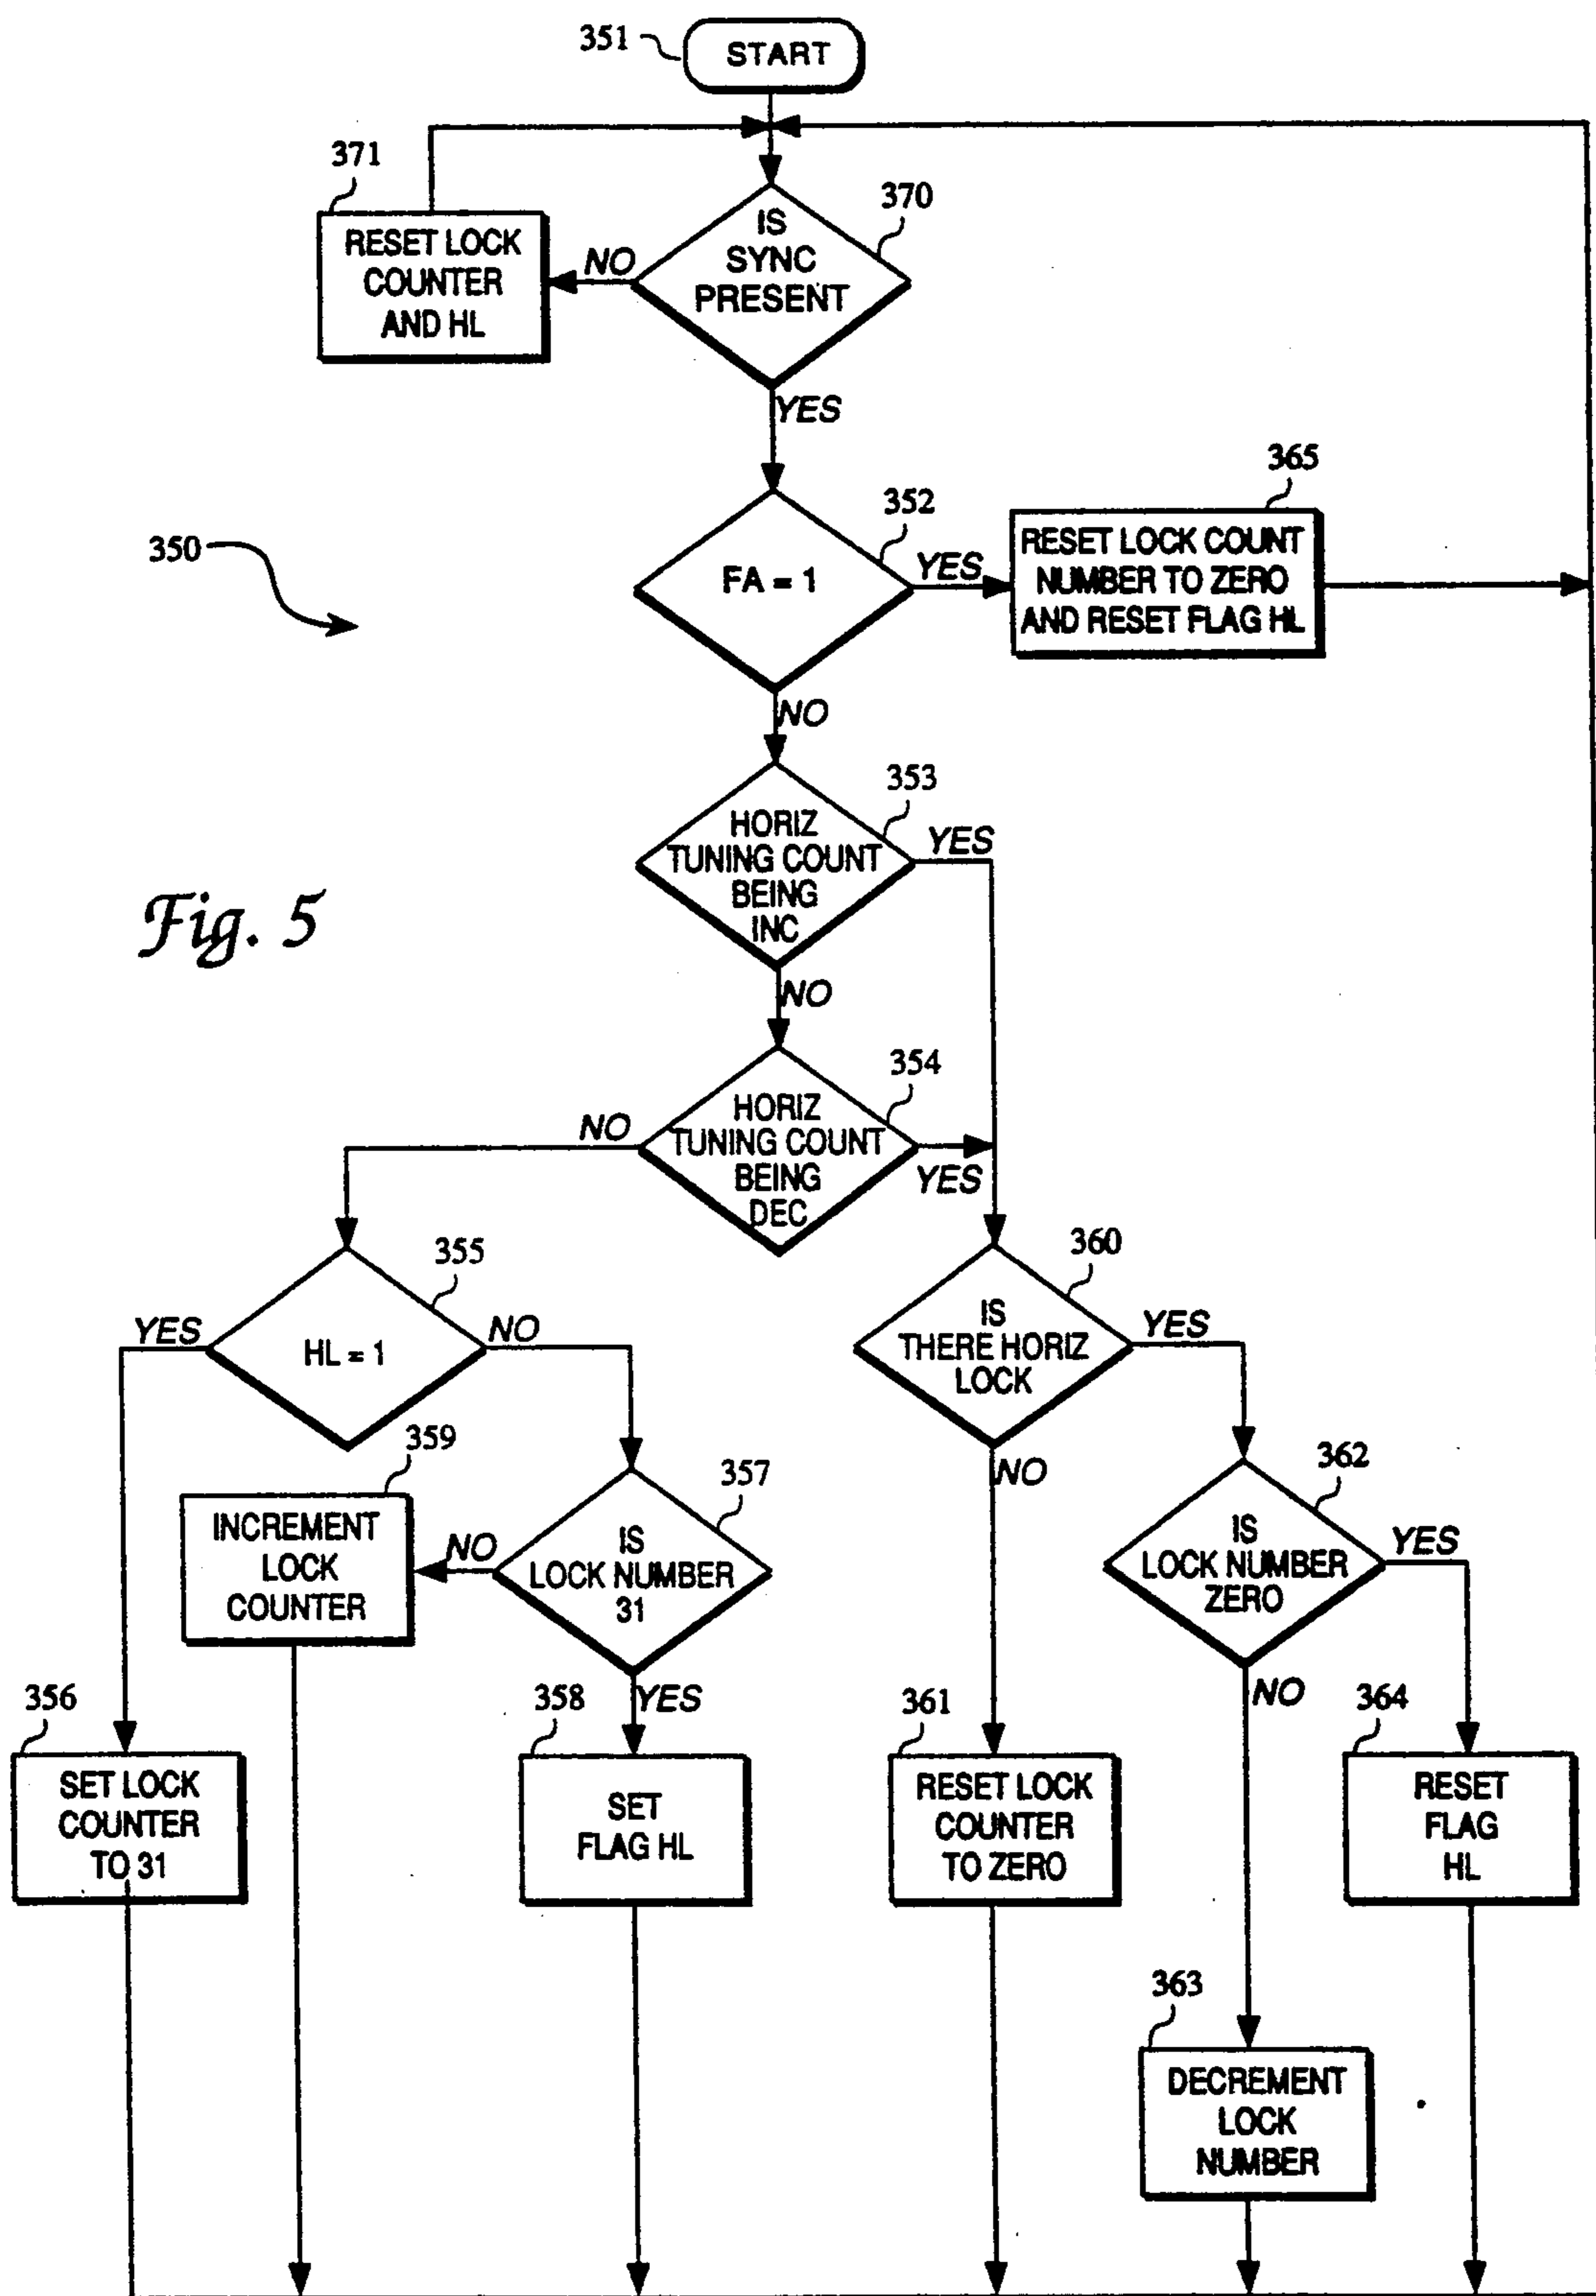 351
START
371
370
RESET LOCK
COUNTER
AND HL
NO
IS
SYNC
PRESENT
YES
365
352
350
FA = 1
YES
RESET LOCK COUNT
NUMBER TO ZERO
AND RESET FLAG HL
NO
353
HORIZ
TUNING COUNT
BEING
INC
YES
Fig. 5
NO
354
NO
HORIZ
TUNING COUNT
BEING
DEC
YES
355
360
YES
HL = 1
NO
IS
THERE HORIZ
LOCK
YES
359
357
NO
362
INCREMENT
LOCK
COUNTER
NO
IS
LOCK NUMBER
31
IS
LOCK NUMBER
ZERO
YES
356
358
YES
361
NO
364
SET LOCK
COUNTER
TO 31
SET
FLAG HL
RESET LOCK
COUNTER
TO ZERO
RESET
FLAG
HL
363
DECREMENT
LOCK
NUMBER